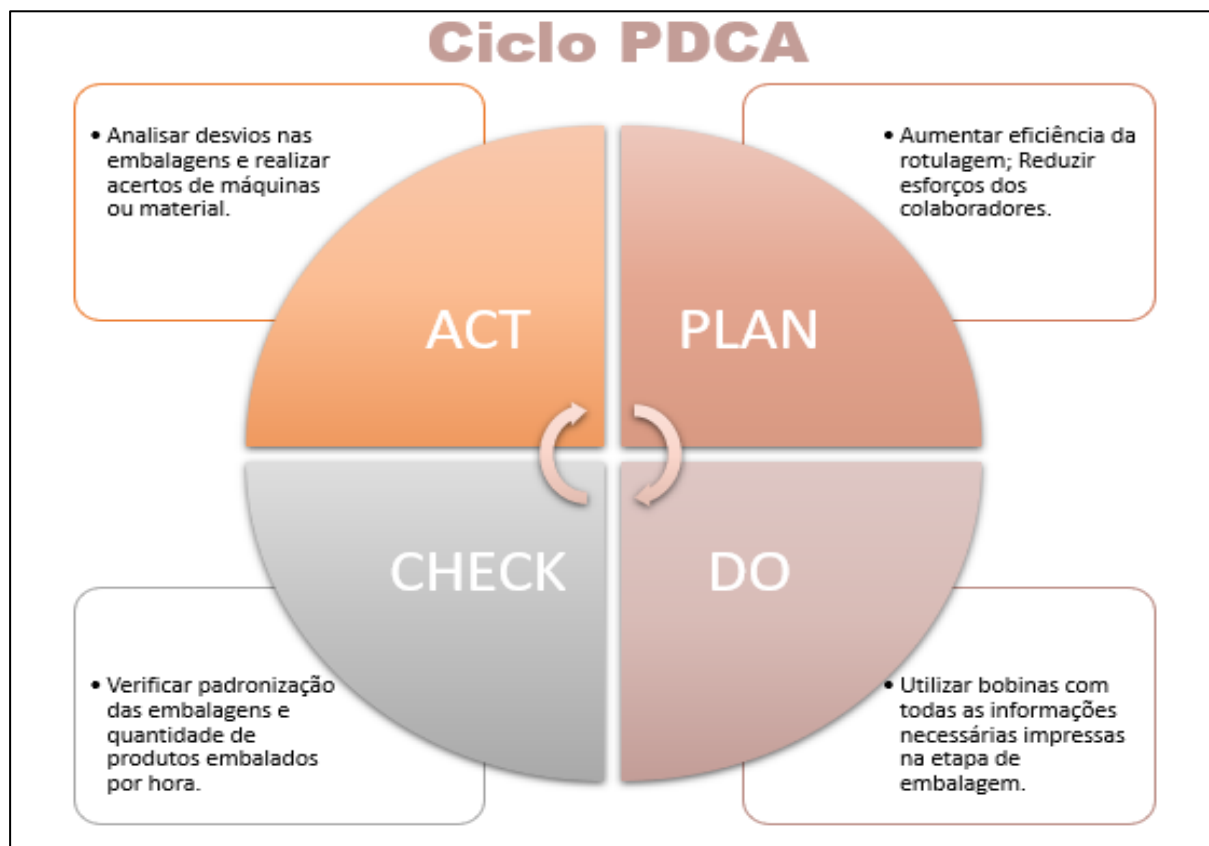 Ciclo PDCA
• Analisar desvios nas
embalagens e realizar
acertos de máquinas
ou material.
• Aumentar eficiência da
rotulagem; Reduzir
esforços dos
colaboradores.
ACT
PLAN
CHECK
DO
• Verificar padronização
das embalagens e
quantidade de
produtos embalados
por hora.
• Utilizar bobinas com
todas as informações
necessárias impressas
na etapa de
embalagem.